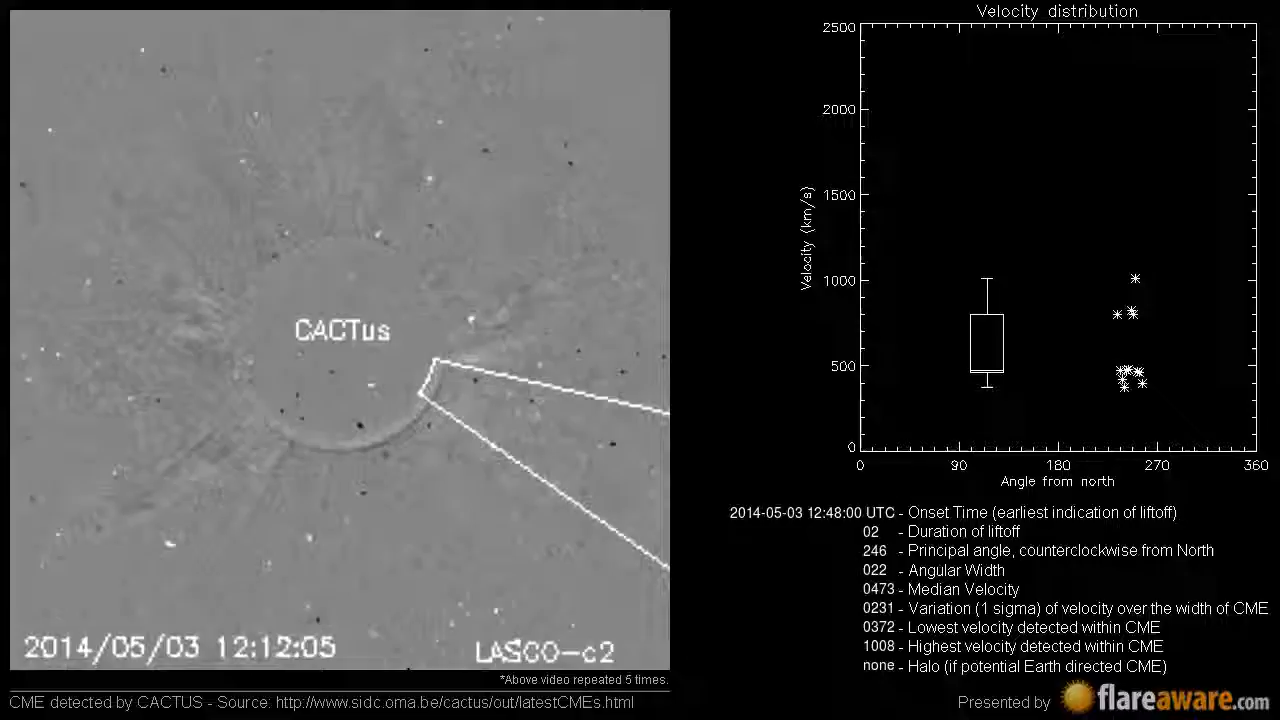 CACTus
2014/05/03 12:12:05
LASCO-c2
*Above video repeated 5 times.
CME detected by CACTUS - Source: http://www.sidc.oma.be/cactus/out/latestCMEs.html
Velocity distribution
Velocity (km/s)
2500
2000
1500
1000
500
0
0 90 180 270 360
Angle from north
2014-05-03 12:48:00 UTC - Onset Time (earliest indication of liftoff)
02 - Duration of liftoff
246 - Principal angle, counterclockwise from North
022 - Angular Width
0473 - Median Velocity
0231 - Variation (1 sigma) of velocity over the width of CME
0372 - Lowest velocity detected within CME
1008 - Highest velocity detected within CME
none - Halo (if potential Earth directed CME)
Presented by flareaware.com